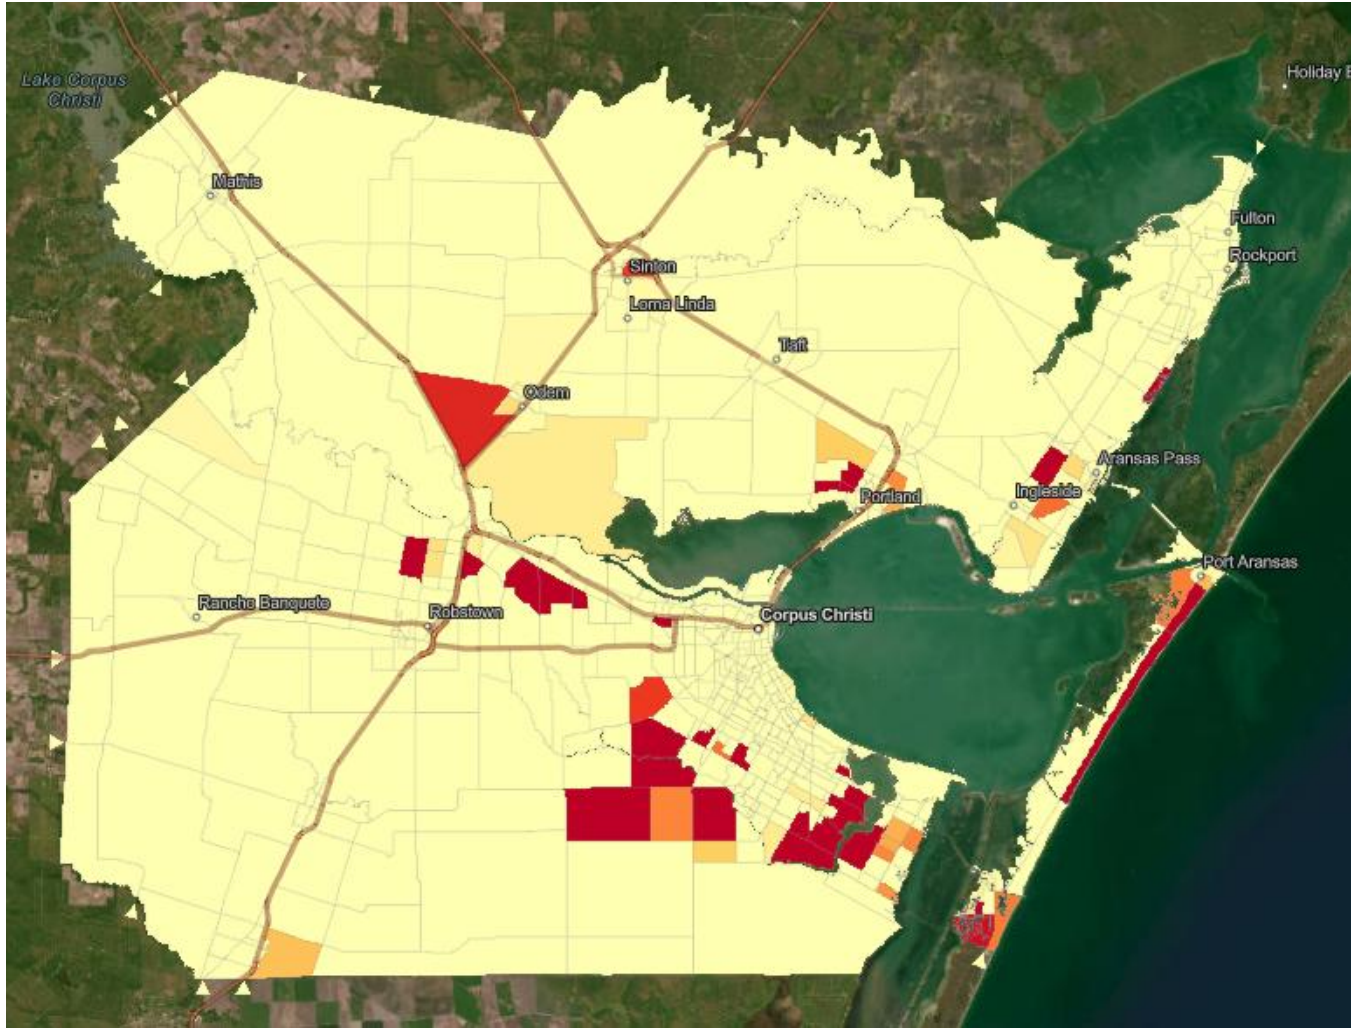 Lake Corpus
Christi
Holiday B
Mathis
Fulton
Rockport
Sinton
Loma Linda
Taft
Odem
Aransas Pass
Ingleside
Portland
Port Aransas
Rancho Banquete
Robstown
Corpus Christi